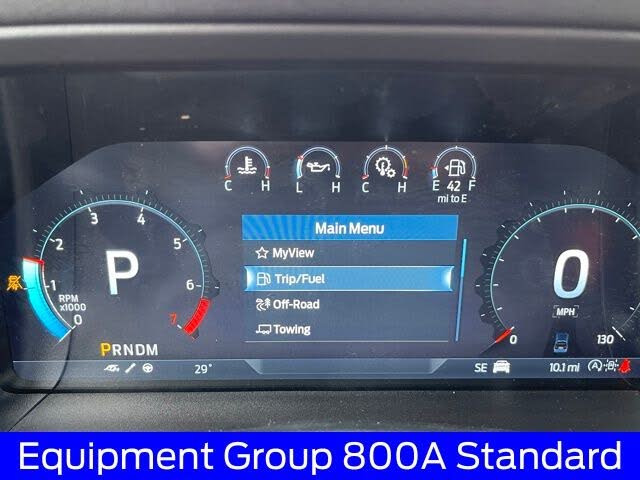 C H
L H
C H
E 42 F
mi to E
Main Menu
MyView
Trip/Fuel
Off-Road
Towing
0 1 2 3 4 5 6 7
RPM
x1000
P
PRNDM
29°
0
MPH
0 130
SE
10.1 mi
Equipment Group 800A Standard